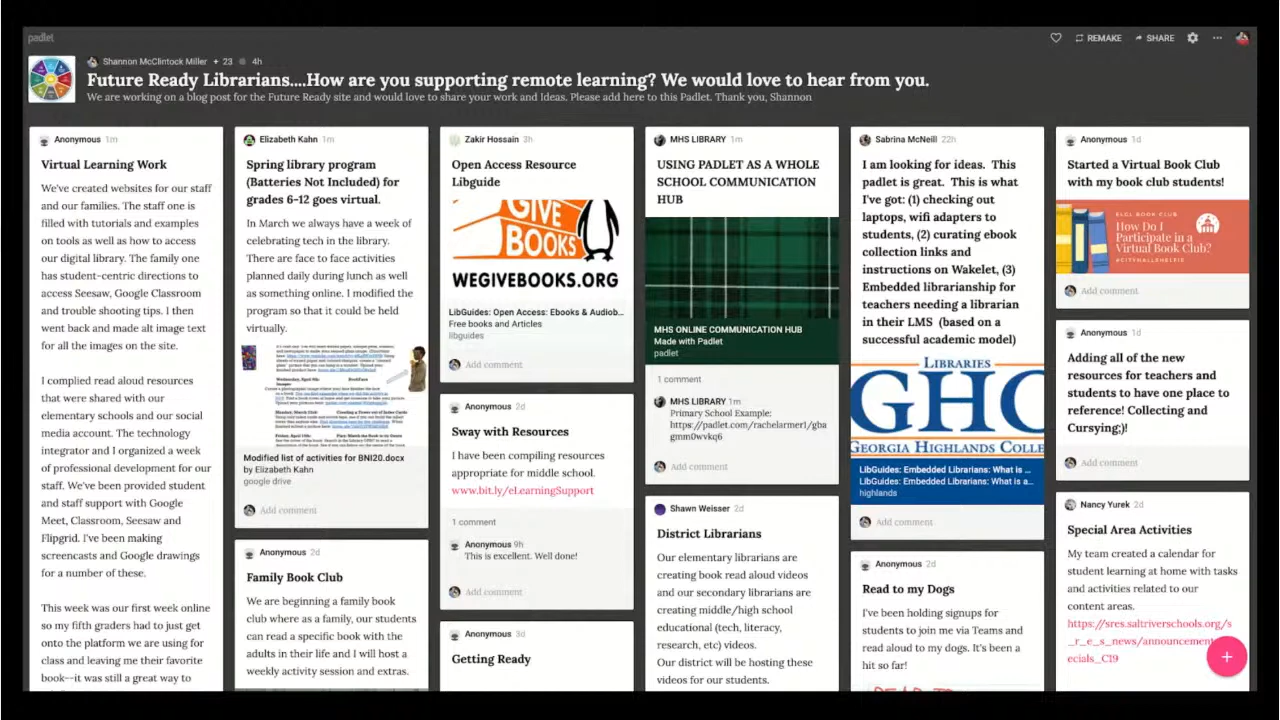 padlet
REMAKE
SHARE
Shannon McClintock Miller + 23 4h
Future Ready Librarians....How are you supporting remote learning? We would love to hear from you.
We are working on a blog post for the Future Ready site and would love to share your work and Ideas. Please add here to this Padlet. Thank you, Shannon
Anonymous 1m
Virtual Learning Work
We've created websites for our staff
and our families. The staff one is
filled with tutorials and examples
on tools as well as how to access
our digital library. The family one
has student-centric directions to
access Seesaw, Google Classroom
and trouble shooting tips. I then
went back and made alt image text
for all the images on the site.
I complied read aloud resources
that were shared with our
elementary schools and our social
media account. The technology
integrator and I organized a week
of professional development for our
staff. We've been provided student
and staff support with Google
Meet, Classroom, Seesaw and
Flipgrid. I've been making
screencasts and Google drawings
for a number of these.
This week was our first week online
so my fifth graders had to just get
onto the platform we are using for
class and leaving me their favorite
book--it was still a great way to
Elizabeth Kahn 1m
Spring library program
(Batteries Not Included) for
grades 6-12 goes virtual.
In March we always have a week of
celebrating tech in the library.
There are face to face activities
planned daily during lunch as well
as something online. I modified the
program so that it could be held
virtually.
Modified list of activities for BNI20.docx
by Elizabeth Kahn
google drive
Add comment
Anonymous 2d
Family Book Club
We are beginning a family book
club where as a family, our students
can read a specific book with the
adults in their life and I will host a
weekly activity session and extras.
Zakir Hossain 3h
Open Access Resource
Libguide
GIVE
BOOKS
WEGIVEBOOKS.ORG
LibGuides: Open Access: Ebooks & Audiob...
Free books and Articles
libguides
Add comment
Anonymous 2d
Sway with Resources
I have been compiling resources
appropriate for middle school.
www.bit.ly/eLearningSupport
1 comment
Anonymous 9h
This is excellent. Well done!
Add comment
Anonymous 3d
Getting Ready
MHS LIBRARY 1m
USING PADLET AS A WHOLE
SCHOOL COMMUNICATION
HUB
MHS ONLINE COMMUNICATION HUB
Made with Padlet
padlet
1 comment
MHS LIBRARY 1m
Primary School Example:
https://padlet.com/rachelarmer1/gba
gmm0wvkq6
Add comment
Shawn Weisser 2d
District Librarians
Our elementary librarians are
creating book read aloud videos
and our secondary librarians are
creating middle/high school
educational (tech, literacy,
research, etc) videos.
Our district will be hosting these
videos for our students.
Sabrina McNeill 22h
I am looking for ideas. This
padlet is great. This is what
I've got: (1) checking out
laptops, wifi adapters to
students, (2) curating ebook
collection links and
instructions on Wakelet, (3)
Embedded librarianship for
teachers needing a librarian
in their LMS (based on a
successful academic model)
LIBRARIES
GHC
GEORGIA HIGHLANDS COLLE
LibGuides: Embedded Librarians: What is ...
LibGuides: Embedded Librarians: What is a...
highlands
Add comment
Anonymous 2d
Read to my Dogs
I've been holding signups for
students to join me via Teams and
read aloud to my dogs. It's been a
hit so far!
Anonymous 1d
Started a Virtual Book Club
with my book club students!
ELGL BOOK CLUB
How Do I
Participate in a
Virtual Book Club?
#CITYHALLSELFIE
Add comment
Anonymous 1d
Adding all of the new
resources for teachers and
students to have one place to
reference! Collecting and
Cursying;)!
Add comment
Nancy Yurek 2d
Special Area Activities
My team created a calendar for
student learning at home with tasks
and activities related to our
content areas.
https://sres.saltriverschools.org/s
_r_e_s_news/announcement
ecials_C19